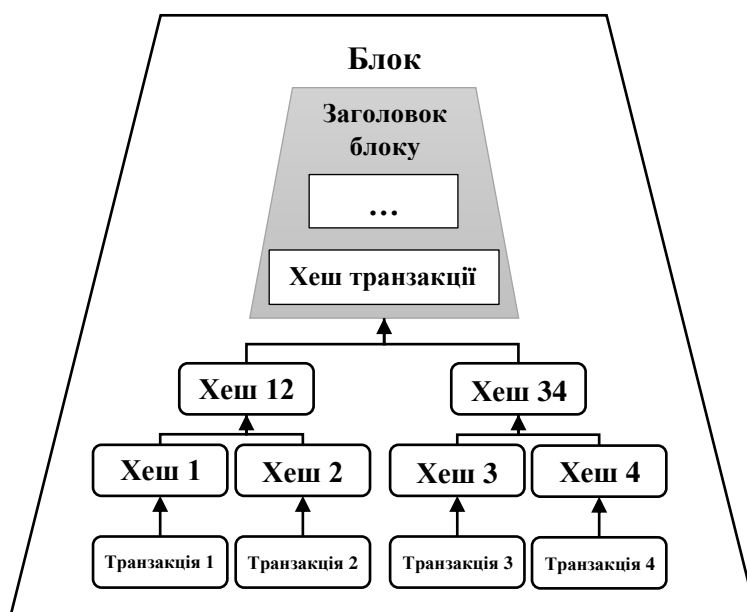 Блок
Заголовок
блоку
...
Хеш транзакції
Хеш 12
Хеш 34
Хеш 1
Хеш 2
Хеш 3
Хеш 4
Транзакція 1
Транзакція 2
Транзакція 3
Транзакція 4